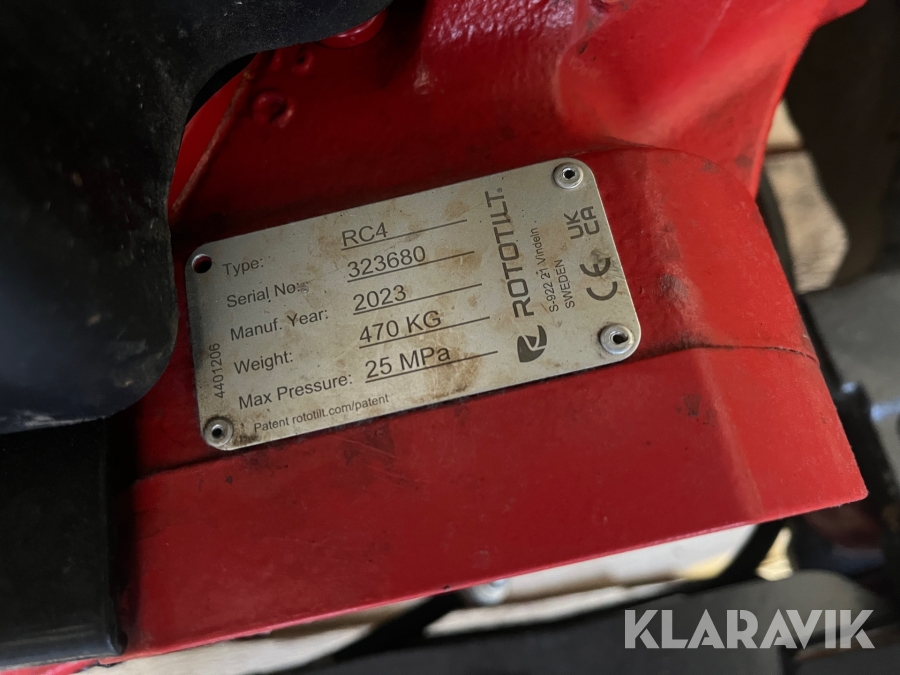 Type: RC4
Serial No.: 323680
Manuf. Year: 2023
Weight: 470 KG
Max Pressure: 25 MPa
Patent rototilt.com/patent
4401206
ROTOTILT®
S-922 21 Vindeln
SWEDEN
UK
CA
CE
KLARAVIK